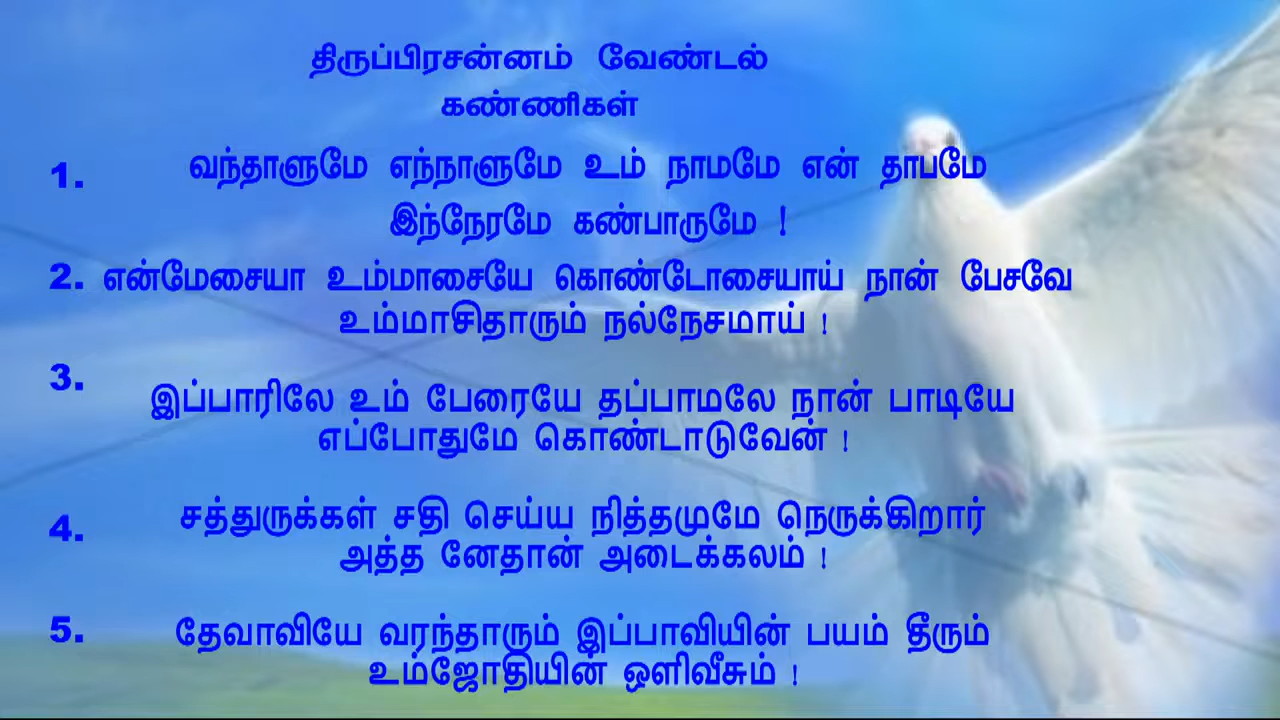 திருப்பிரசன்னம் வேண்டல்
கண்ணிகள்
1. வந்தாளுமே எந்நாளுமே உம் நாமமே என் தாபமே
இந்நேரமே கண்பாருமே !
2. என்மேசையா உம்மாசையே கொண்டோசையாய் நான் பேசவே
உம்மாசிதாரும் நல்நேசமாய் !
3. இப்பாரிலே உம் பேரையே தப்பாமலே நான் பாடியே
எப்போதுமே கொண்டாடுவேன் !
4. சத்துருக்கள் சதி செய்ய நித்தமுமே நெருக்கிறார்
அத்த னேதான் அடைக்கலம் !
5. தேவாவியே வரந்தாரும் இப்பாவியின் பயம் தீரும்
உம்ஜோதியின் ஒளிவீசும் !